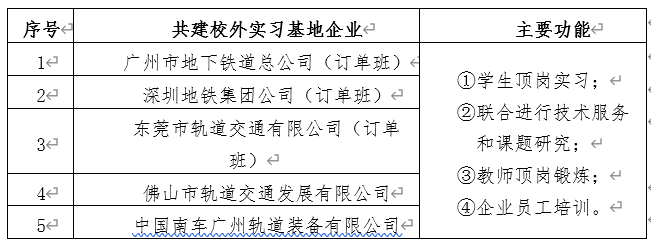 序号 共建校外实习基地企业 主要功能
1 广州市地下铁道总公司（订单班）
2 深圳地铁集团公司（订单班）
3 东莞市轨道交通有限公司（订单
班）
4 佛山市轨道交通发展有限公司
5 中国南车广州轨道装备有限公司
①学生顶岗实习；
②联合进行技术服务
和课题研究；
③教师顶岗锻炼；
④企业员工培训。